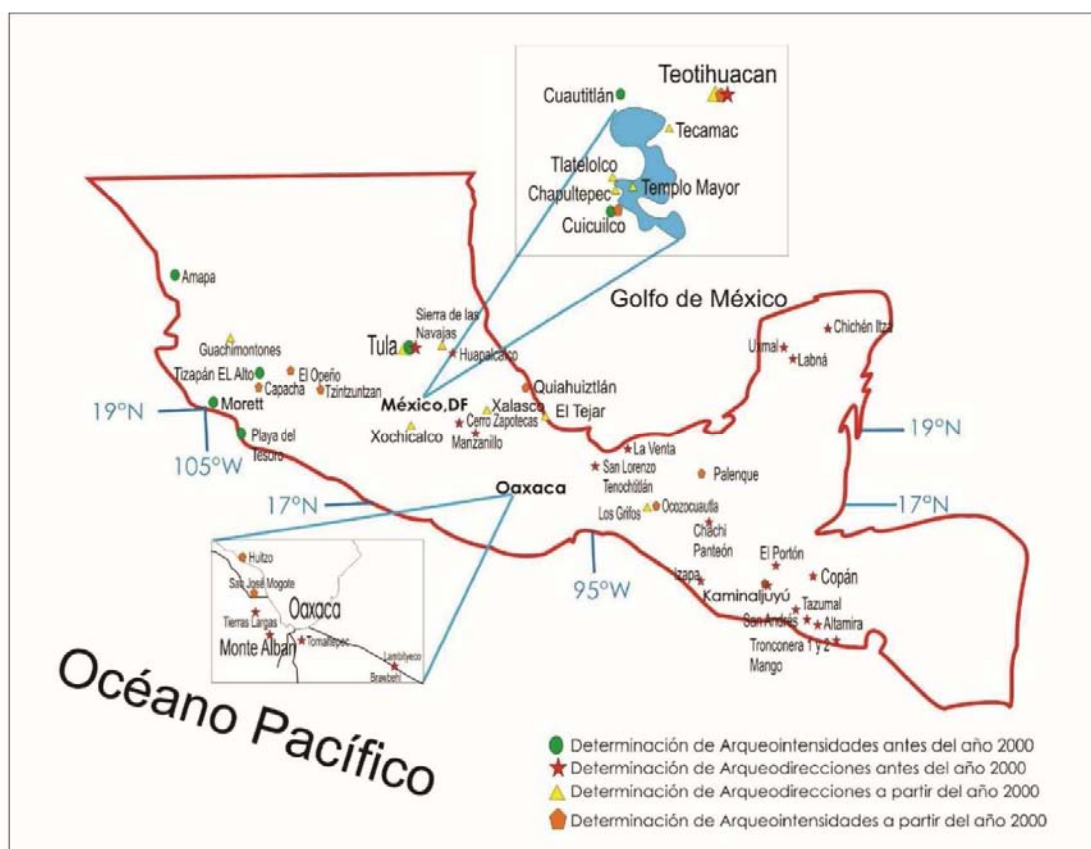 Teotihuacan
Cuautitlán
Tecamac
Tlatelolco
Chapultepec
Templo Mayor
Cuicuilco
Golfo de México
Amapa
Sierra de las
Navajas
Guachimontones
Tula
Huapalcalco
Chichén Itza
Uxmal
Labná
Tizapán EL Alto
El Opeño
Capacha
Tzintzuntzan
Quiahuiztlán
Morett
México,DF
Xalasco
El Tejar
19°N
Cerro Zapotecas
Xochicalco
Manzanillo
19°N
Playa del
Tesoro
105°W
La Venta
San Lorenzo
Tenochtitlán
Palenque
Oaxaca
17°N
Los Grifos
Ocozocuautla
17°N
Chachi
Panteón
El Portón
95°W
Izapa
Copán
Kaminaljuyú
Tazumal
San Andrés
Altamira
Tronconera 1 y 2
Mango
Huitzo
San José Mogote
Oaxaca
Tierras Largas
Monte Alban
Tomaltepec
Lambityeco
Brawbehl
Océano Pacífico
Determinación de Arqueointensidades antes del año 2000
Determinación de Arqueodirecciones antes del año 2000
Determinación de Arqueodirecciones a partir del año 2000
Determinación de Arqueointensidades a partir del año 2000